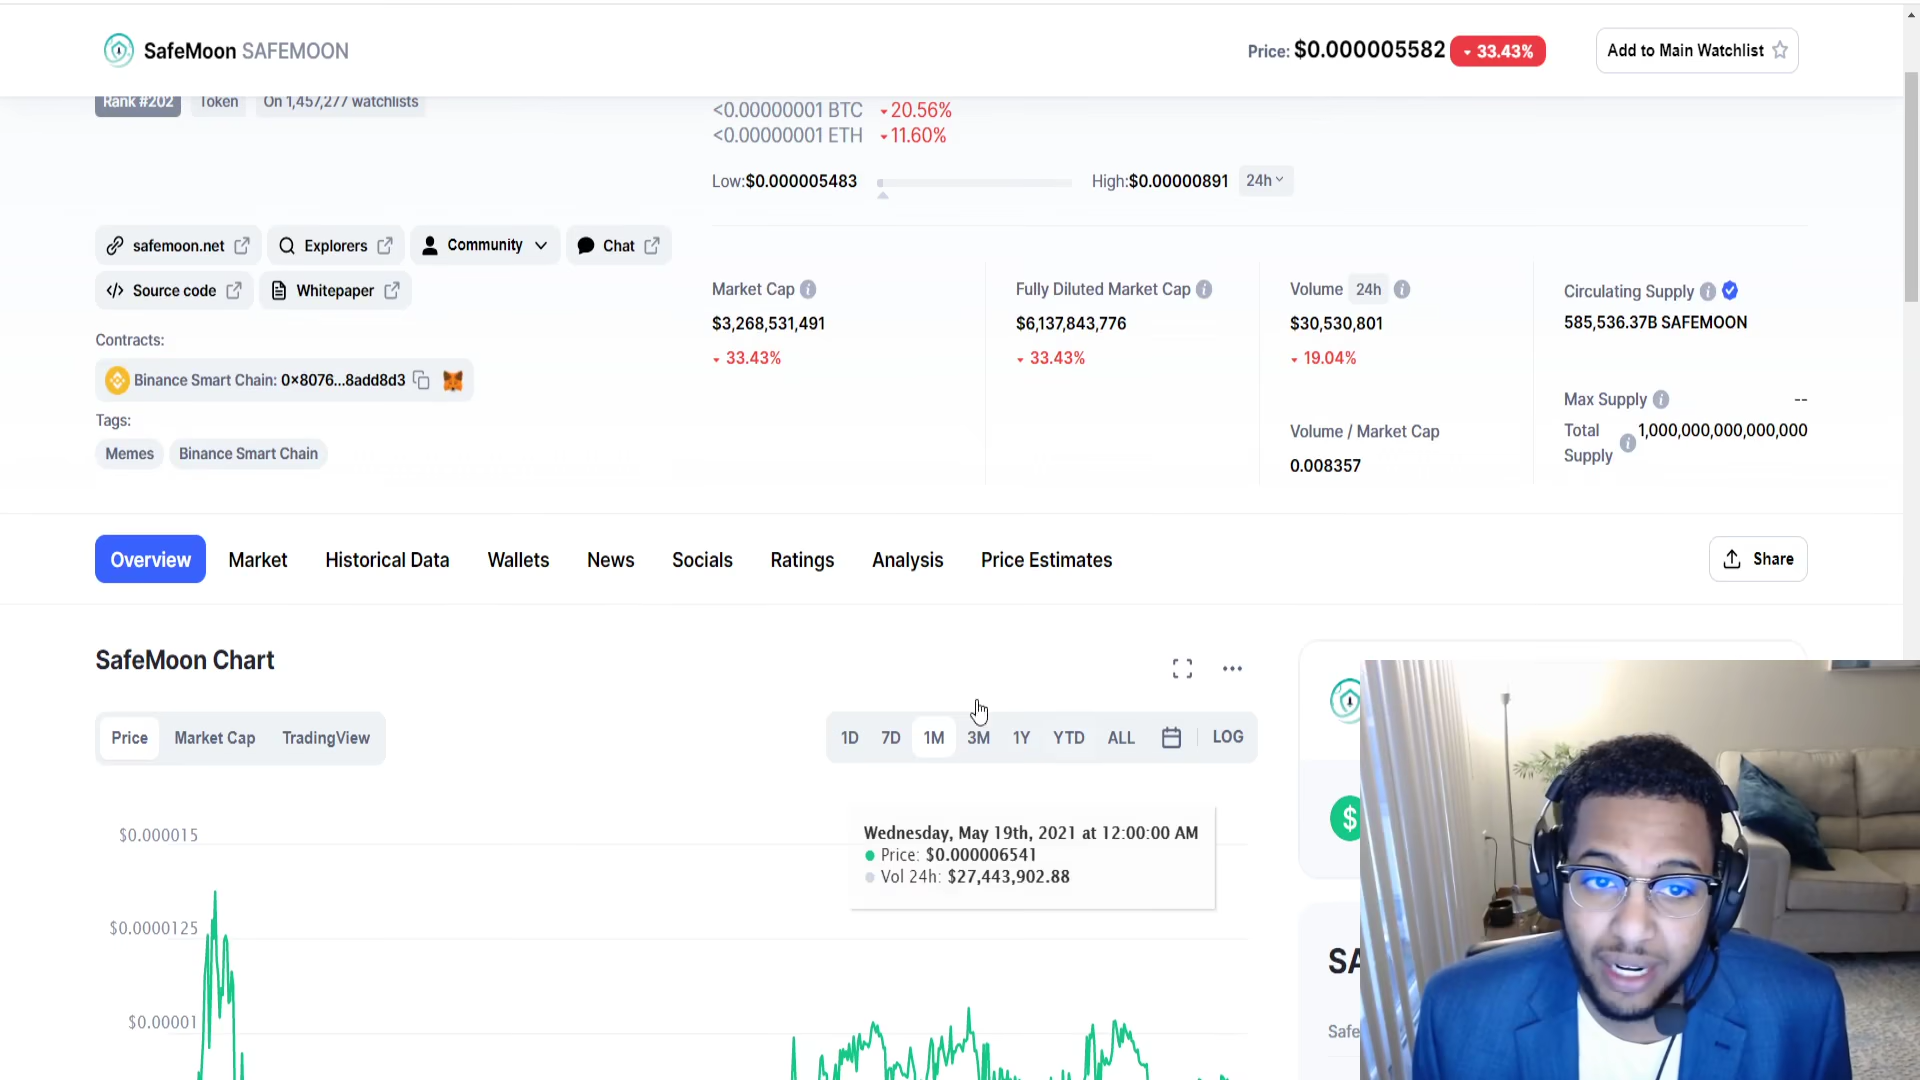 SafeMoon SAFEMOON
Price: $0.000005582 33.43%
Add to Main Watchlist
Rank #202
Token
On 1,457,277 watchlists
<0.00000001 BTC 20.56%
<0.00000001 ETH 11.60%
Low:$0.000005483
High:$0.00000891
24h
safemoon.net
Explorers
Community
Chat
Source code
Whitepaper
Contracts:
Binance Smart Chain: 0×8076...8add8d3
Tags:
Memes
Binance Smart Chain
Market Cap
$3,268,531,491
33.43%
Fully Diluted Market Cap
$6,137,843,776
33.43%
Volume 24h
$30,530,801
19.04%
Volume / Market Cap
0.008357
Circulating Supply
585,536.37B SAFEMOON
Max Supply --
Total Supply 1,000,000,000,000,000
Overview
Market
Historical Data
Wallets
News
Socials
Ratings
Analysis
Price Estimates
Share
SafeMoon Chart
Price
Market Cap
TradingView
1D
7D
1M
3M
1Y
YTD
ALL
LOG
Wednesday, May 19th, 2021 at 12:00:00 AM
Price: $0.000006541
Vol 24h: $27,443,902.88
$0.000015
$0.0000125
$0.00001
$
SA
Safe